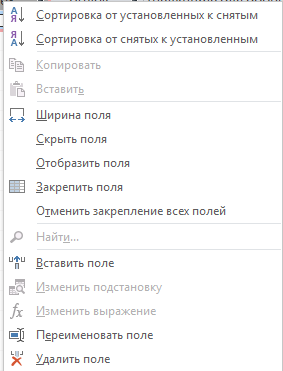 Сортировка от установленных к снятым
Сортировка от снятых к установленным
Копировать
Вставить
Ширина поля
Скрыть поля
Отобразить поля
Закрепить поля
Отменить закрепление всех полей
Найти...
Вставить поле
Изменить подстановку
Изменить выражение
Переименовать поле
Удалить поле